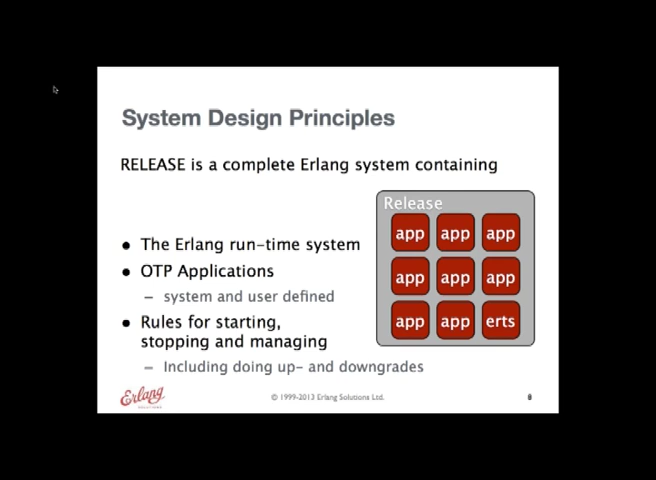 System Design Principles
RELEASE is a complete Erlang system containing
Release
app app app
app app app
app app erts
• The Erlang run-time system
• OTP Applications
– system and user defined
• Rules for starting,
stopping and managing
– Including doing up- and downgrades
Erlang
SOLUTIONS
© 1999-2013 Erlang Solutions Ltd.